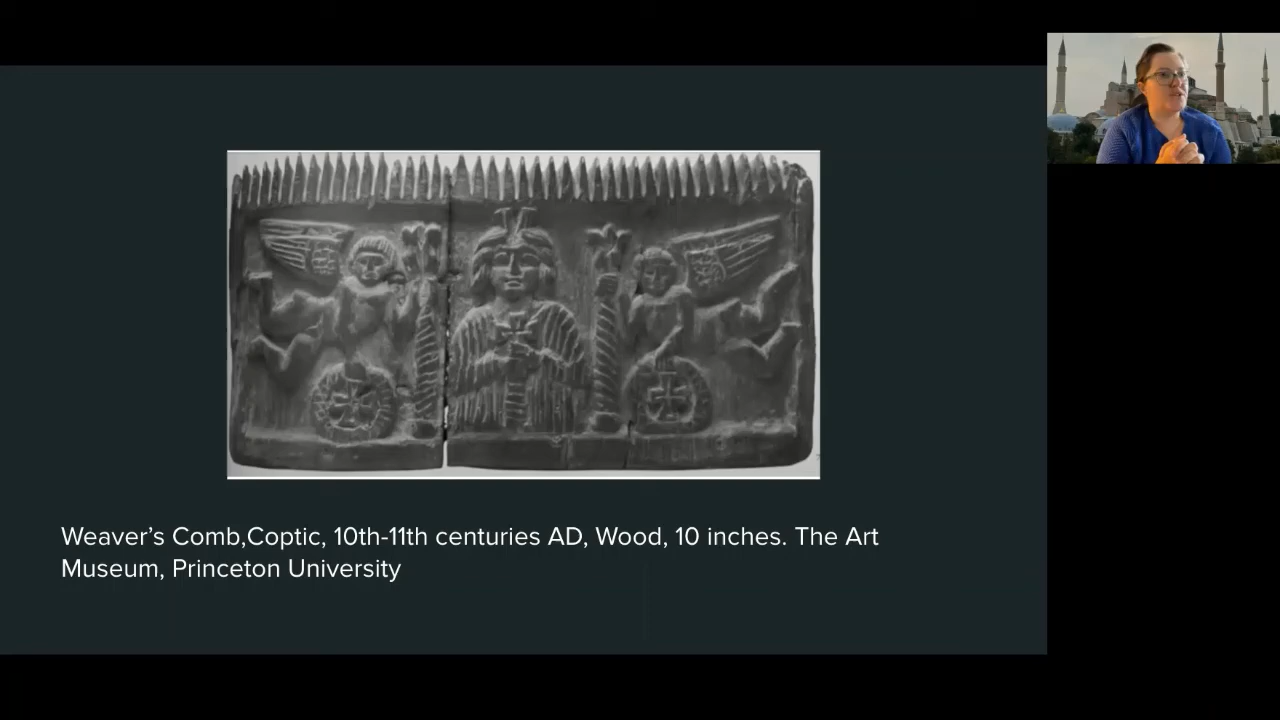 Weaver’s Comb,Coptic, 10th-11th centuries AD, Wood, 10 inches. The Art
Museum, Princeton University